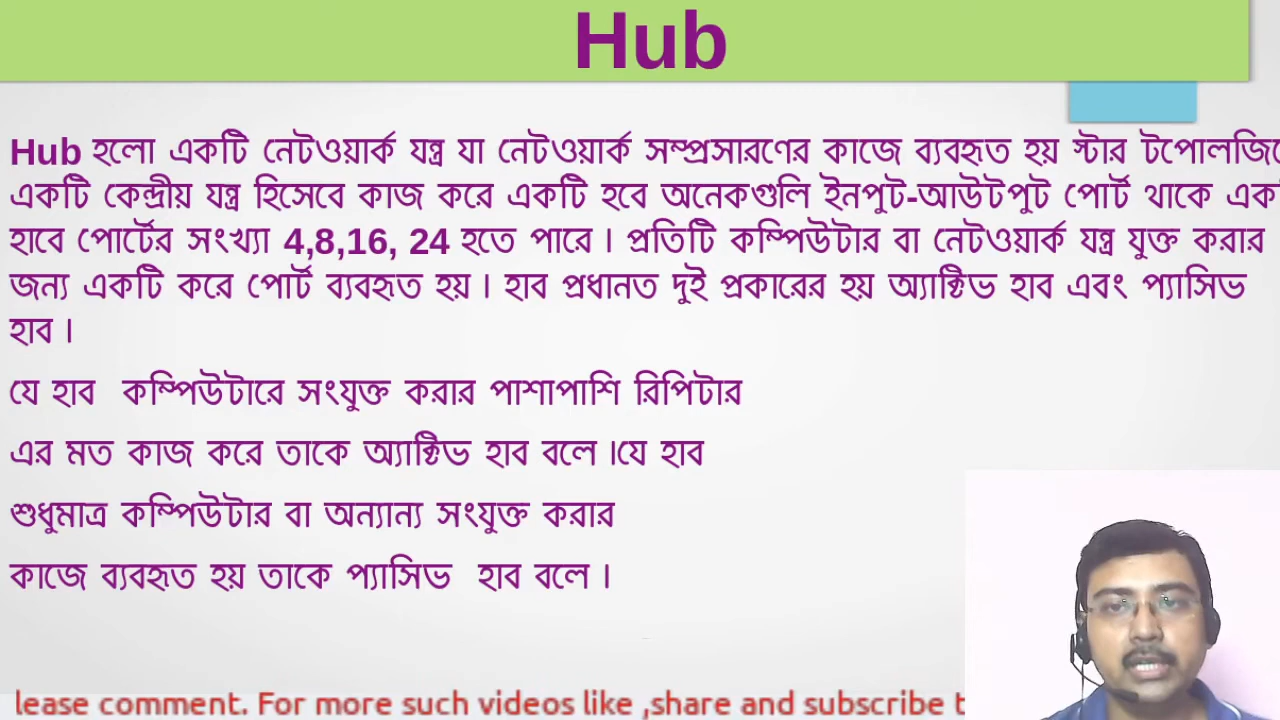 Hub
Hub হলো একটি নেটওয়ার্ক যন্ত্র যা নেটওয়ার্ক সম্প্রসারণের কাজে ব্যবহৃত হয় স্টার
একটি কেন্দ্রীয় যন্ত্র হিসেবে কাজ করে একটি হবে অনেকগুলি ইনপুট-আউটপুট পোর্ট থাকে
হাবে পোর্টের সংখ্যা 4,8,16, 24 হতে পারে। প্রতিটি কম্পিউটার বা নেটওয়ার্ক যন্ত্র যুক্ত করার
জন্য একটি করে পোর্ট ব্যবহৃত হয়। হাব প্রধানত দুই প্রকারের হয় অ্যাক্টিভ হাব এবং প্যাসিভ
হাব।
যে হাব কম্পিউটারে সংযুক্ত করার পাশাপাশি রিপিটার
এর মত কাজ করে তাকে অ্যাক্টিভ হাব বলে।যে হাব
শুধুমাত্র কম্পিউটার বা অন্যান্য সংযুক্ত করার
কাজে ব্যবহৃত হয় তাকে প্যাসিভ হাব বলে।
lease comment. For more such videos like ,share and subscribe